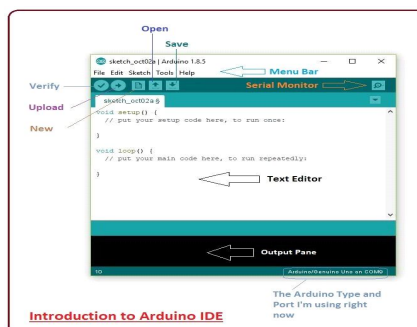 Open
Save
sketch_oct02a | Arduino 1.8.5
File Edit Sketch Tools Help
Menu Bar
Verify
Serial Monitor
Upload
sketch_oct02a §
New
void setup() {
// put your setup code here, to run once:
}
void loop() {
// put your main code here, to run repeatedly:
}
Text Editor
Output Pane
10
Arduino/Genuino Uno on COM9
The Arduino Type and
Port I'm using right
now
Introduction to Arduino IDE